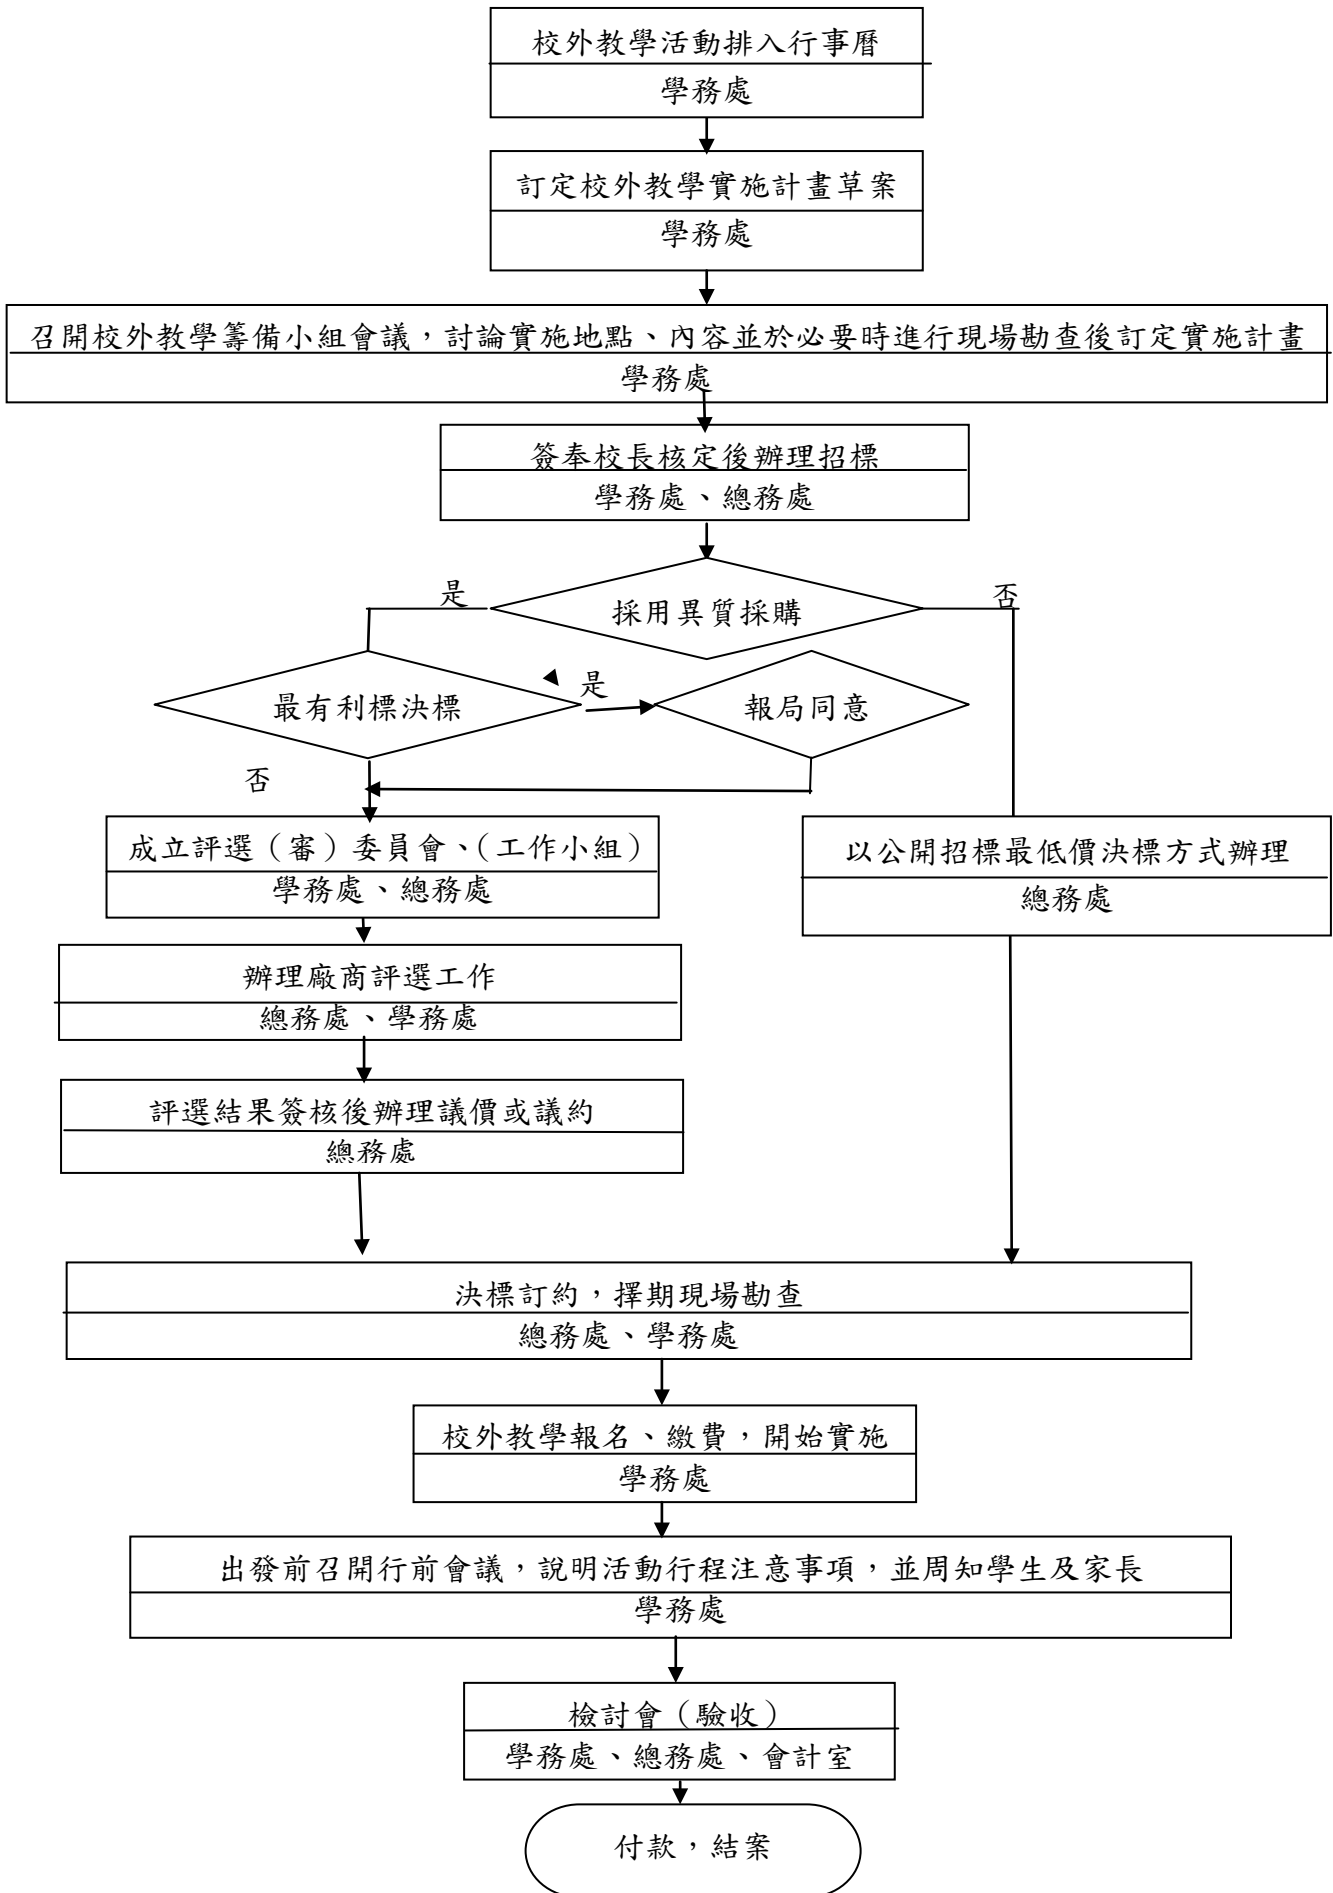 校外教學活動排入行事曆
學務處
訂定校外教學實施計畫草案
學務處
召開校外教學籌備小組會議，討論實施地點、內容並於必要時進行現場勘查後訂定實施計畫
學務處
簽奉校長核定後辦理招標
學務處、總務處
是
採用異質採購
否
最有利標決標
是
報局同意
否
成立評選（審）委員會、（工作小組）
學務處、總務處
以公開招標最低價決標方式辦理
總務處
辦理廠商評選工作
總務處、學務處
評選結果簽核後辦理議價或議約
總務處
決標訂約，擇期現場勘查
總務處、學務處
校外教學報名、繳費，開始實施
學務處
出發前召開行前會議，說明活動行程注意事項，並周知學生及家長
學務處
檢討會（驗收）
學務處、總務處、會計室
付款，結案